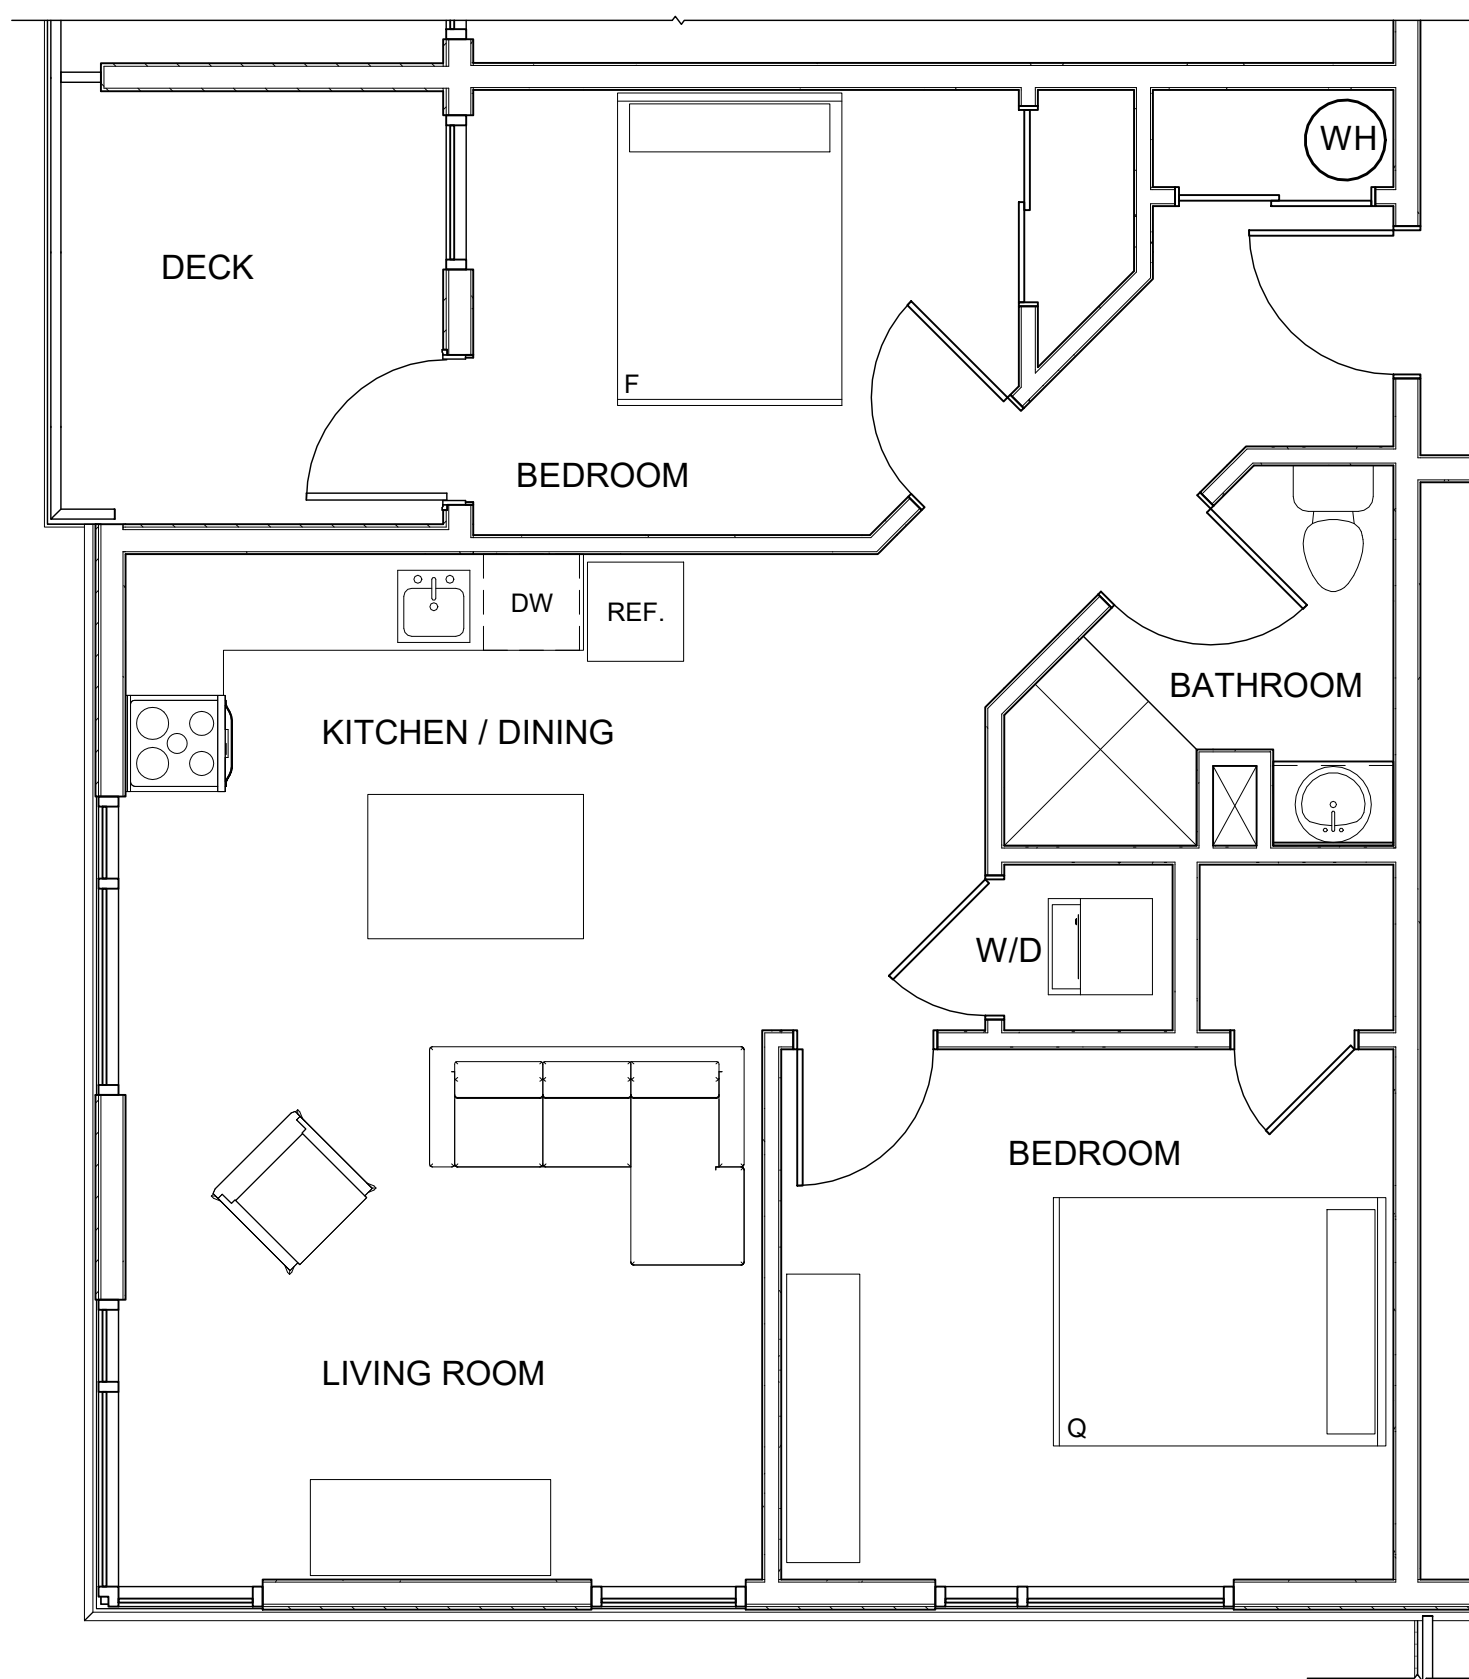 WH
DECK
F
BEDROOM
DW
REF.
BATHROOM
KITCHEN / DINING
W/D
BEDROOM
LIVING ROOM
Q